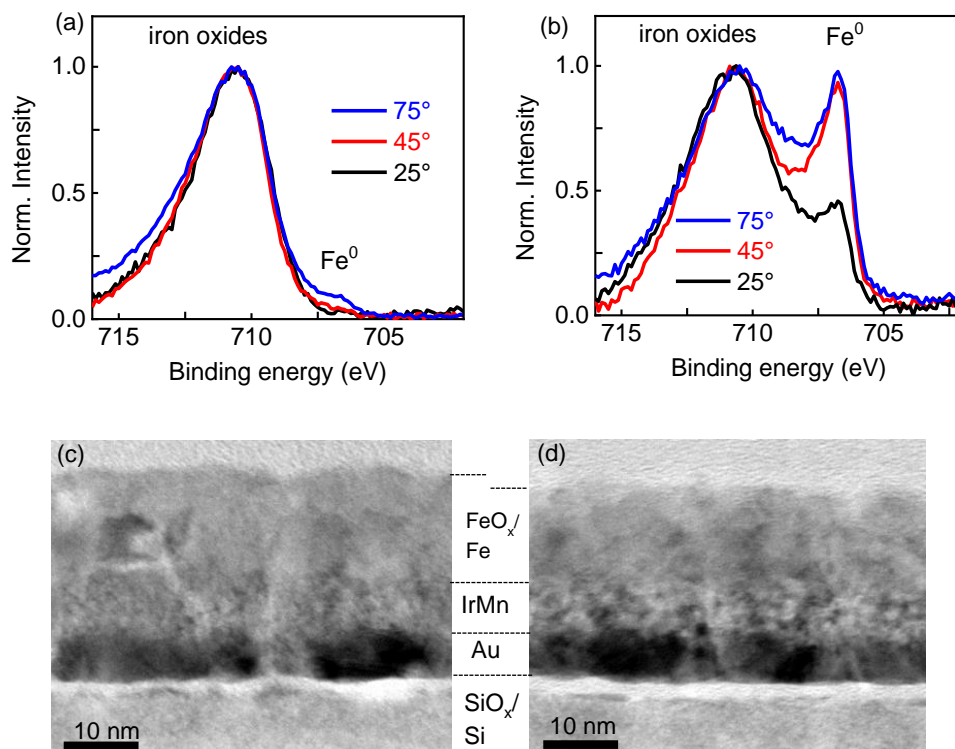 (a)
iron oxides
1.0
75°
45°
25°
0.5
Fe⁰
0.0
715 710 705
Norm. Intensity
Binding energy (eV)
(b)
iron oxides Fe⁰
1.0
0.5
75°
45°
25°
0.0
715 710 705
Norm. Intensity
Binding energy (eV)
(c)
10 nm
FeOₓ/
Fe
IrMn
Au
SiOₓ/
Si
(d)
10 nm